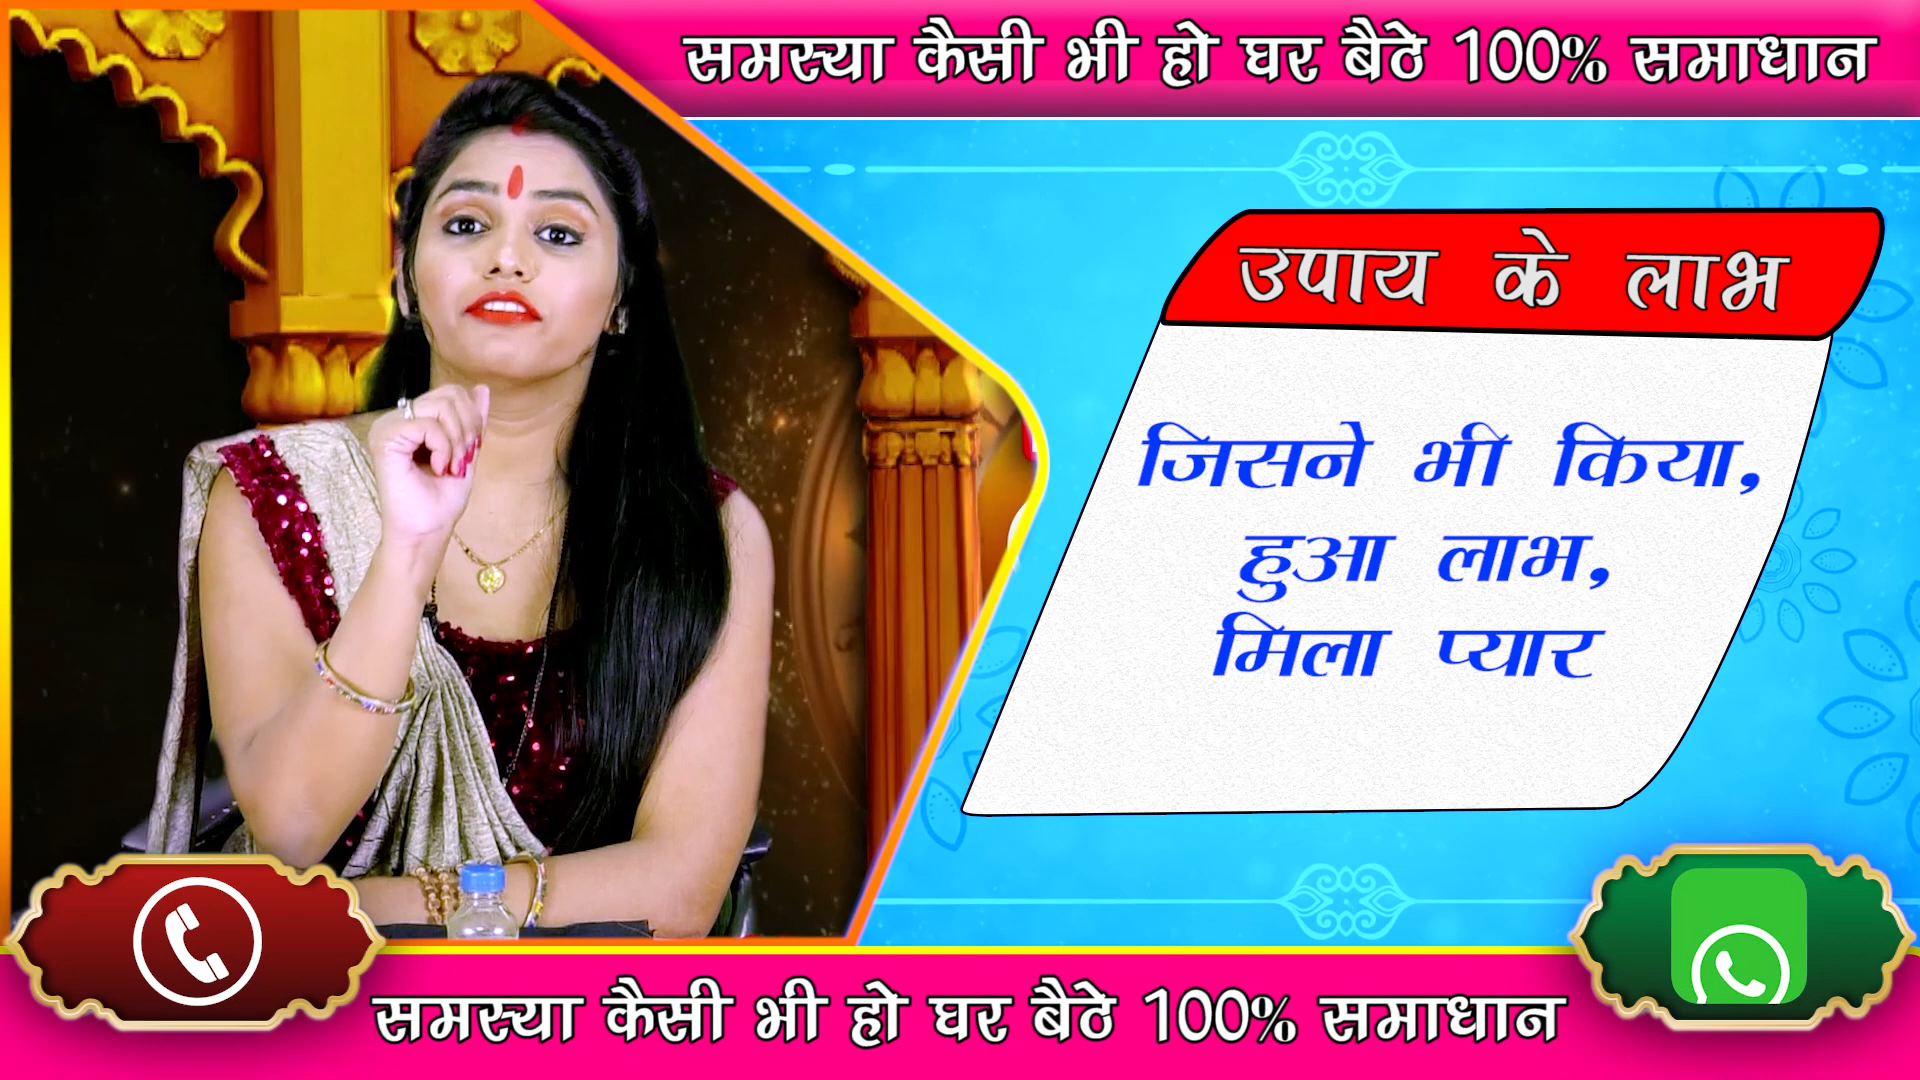 समस्या कैसी भी हो घर बैठे 100% समाधान
उपाय के लाभ
जिसने भी किया,
हुआ लाभ,
मिला प्यार
समस्या कैसी भी हो घर बैठे 100% समाधान